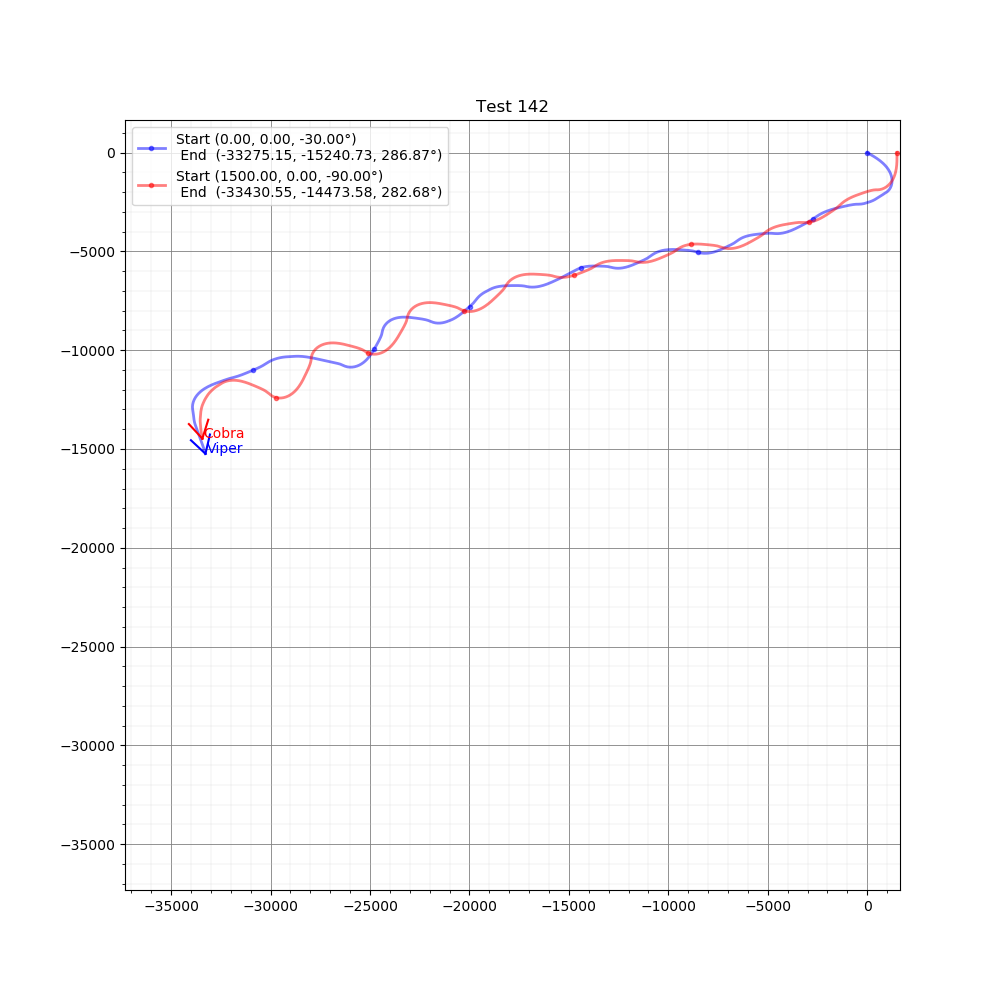 Test 142
Start (0.00, 0.00, -30.00°)
End (-33275.15, -15240.73, 286.87°)
Start (1500.00, 0.00, -90.00°)
End (-33430.55, -14473.58, 282.68°)
0
−5000
−10000
−15000
−20000
−25000
−30000
−35000
Cobra
Viper
−35000 −30000 −25000 −20000 −15000 −10000 −5000 0